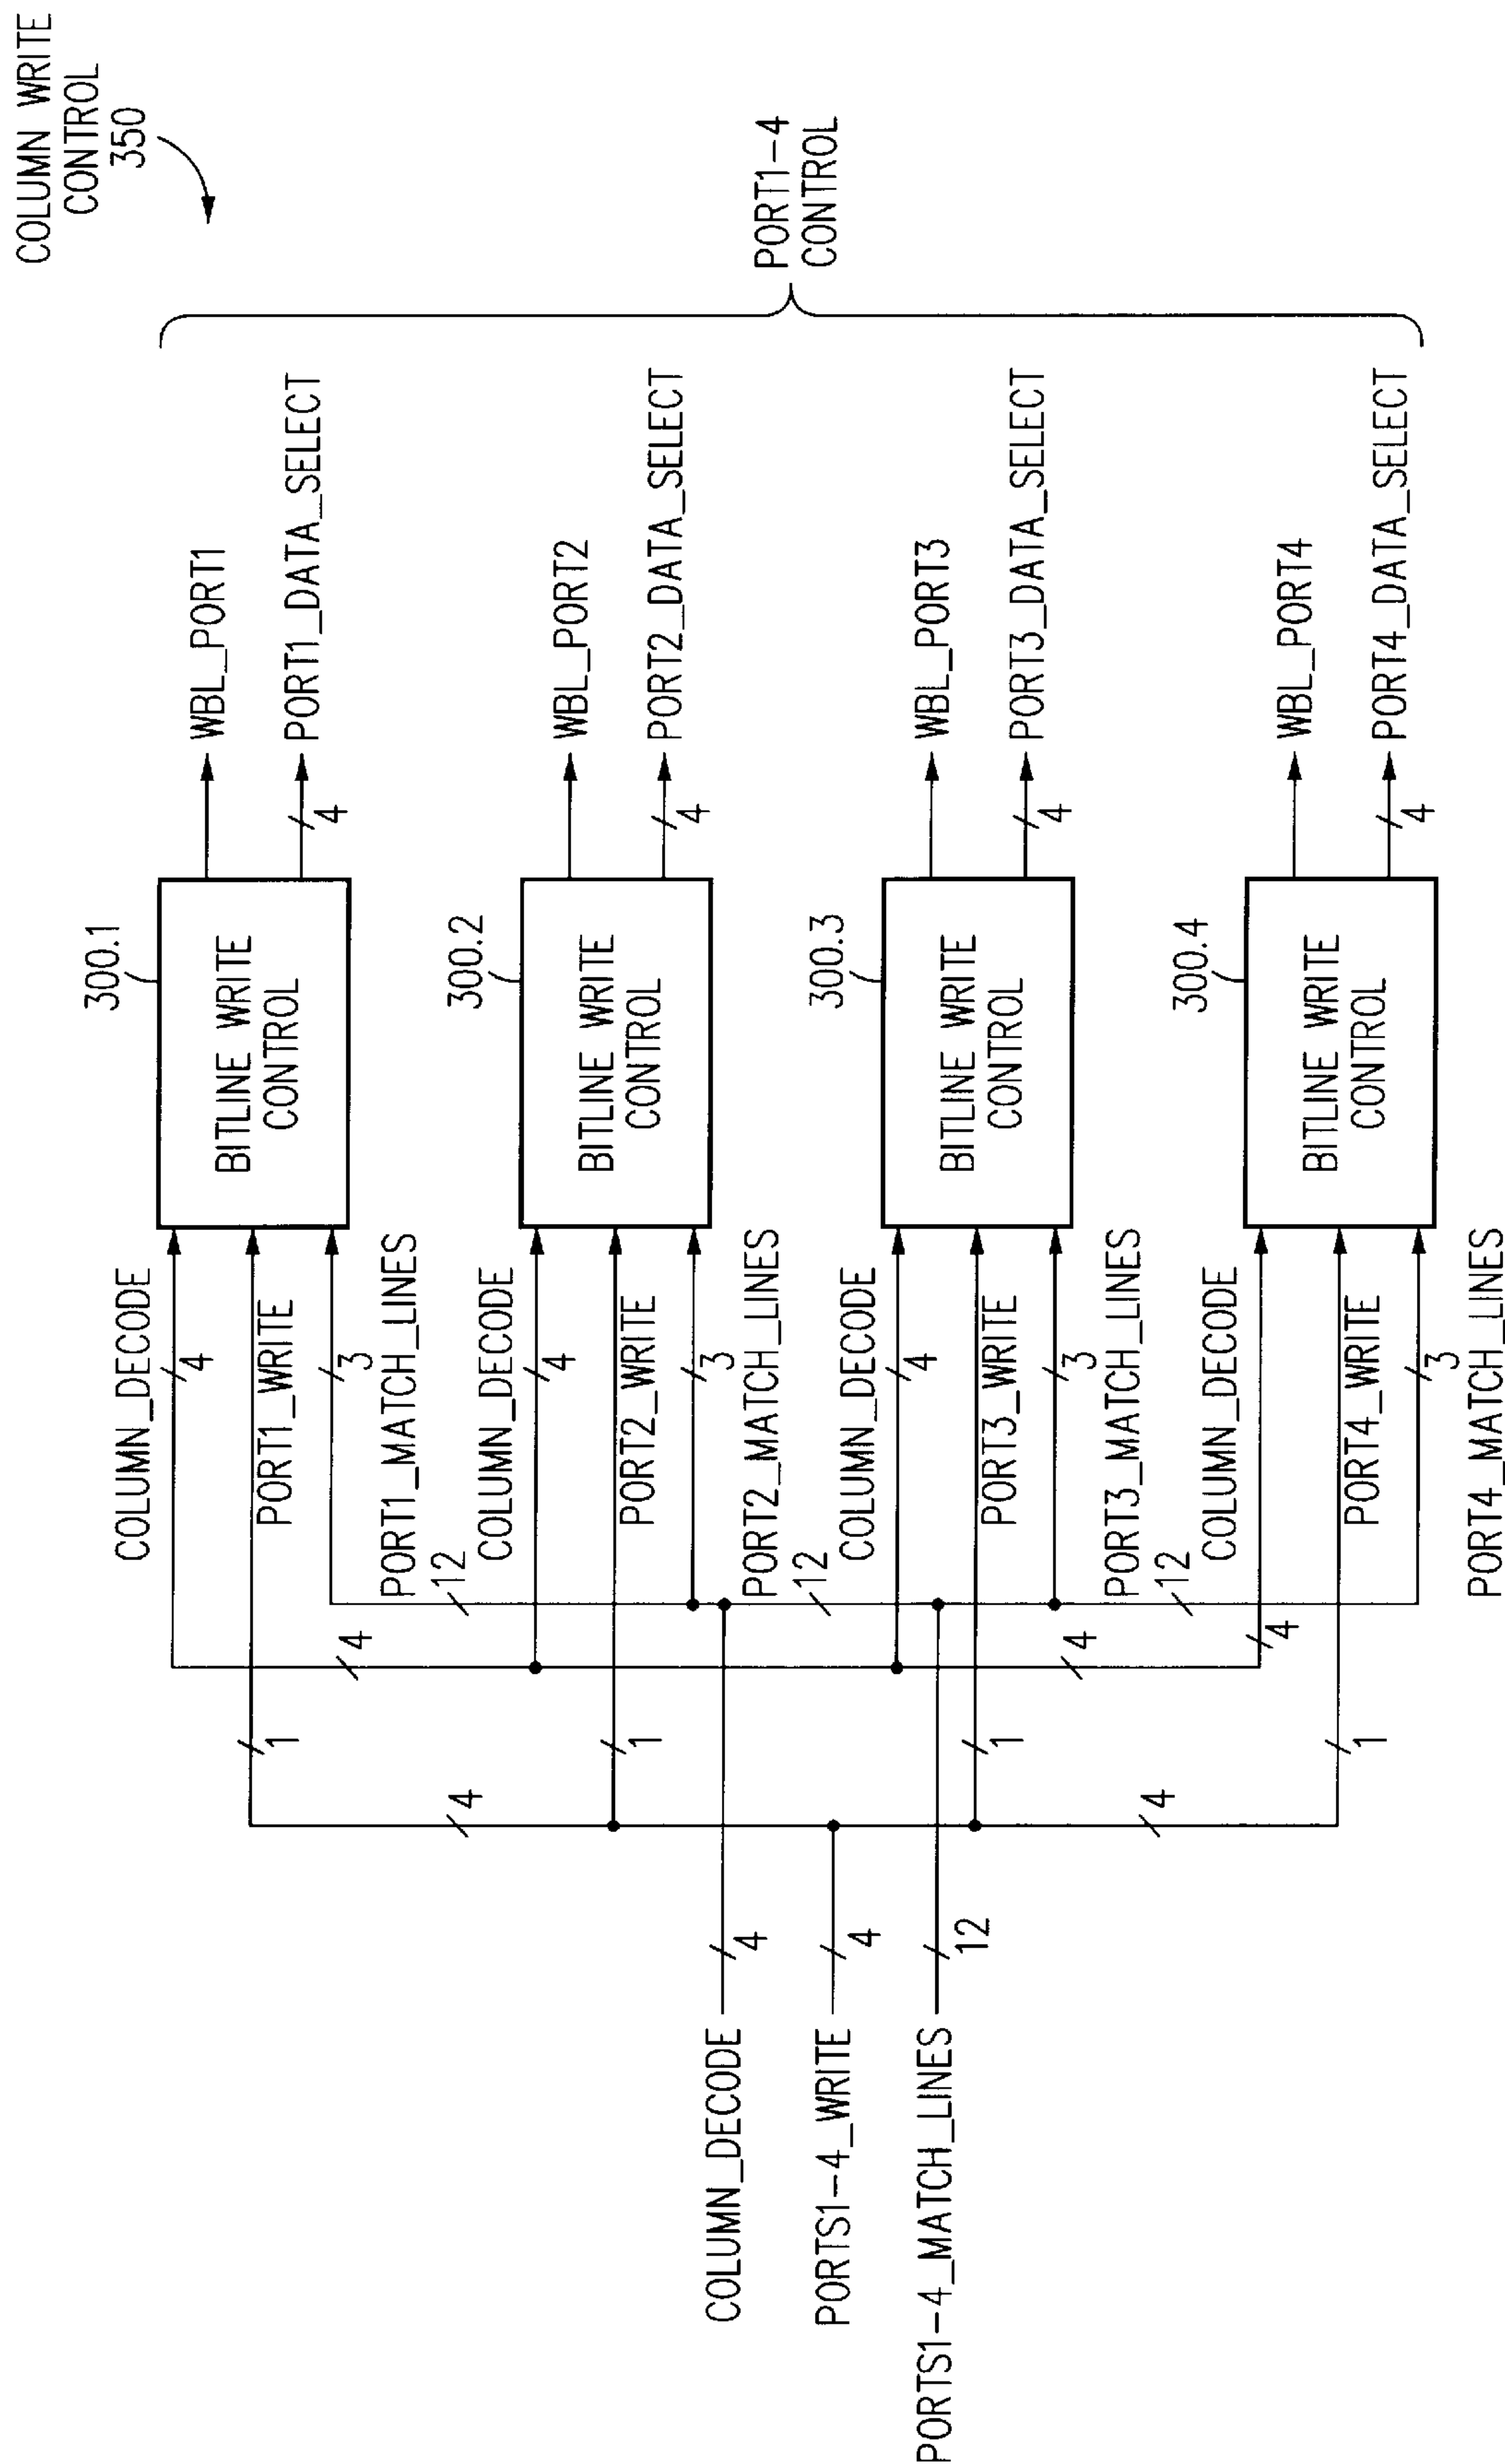 COLUMN WRITE
CONTROL
350
PORT1-4
CONTROL
300.1
BITLINE WRITE
CONTROL
COLUMN_DECODE
4
PORT1_WRITE
3
PORT1_MATCH_LINES
WBL_PORT1
PORT1_DATA_SELECT
4
1
4
12
4
300.2
BITLINE WRITE
CONTROL
COLUMN_DECODE
4
PORT2_WRITE
3
PORT2_MATCH_LINES
WBL_PORT2
PORT2_DATA_SELECT
4
1
12
COLUMN_DECODE
4
PORTS1-4_WRITE
4
PORTS1-4_MATCH_LINES
12
300.3
BITLINE WRITE
CONTROL
COLUMN_DECODE
4
PORT3_WRITE
3
PORT3_MATCH_LINES
WBL_PORT3
PORT3_DATA_SELECT
4
1
4
12
4
300.4
BITLINE WRITE
CONTROL
COLUMN_DECODE
4
PORT4_WRITE
3
PORT4_MATCH_LINES
WBL_PORT4
PORT4_DATA_SELECT
4
1